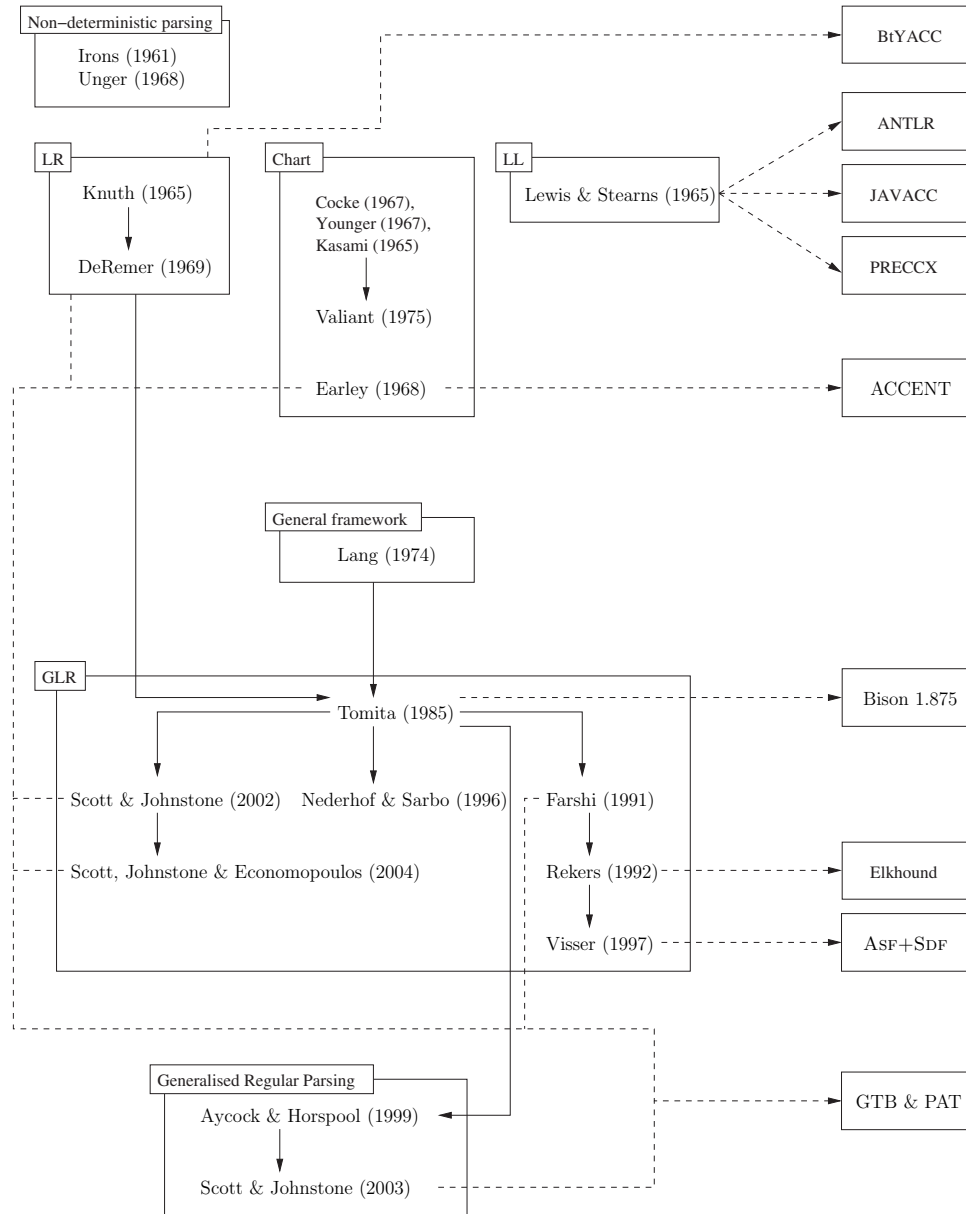 Non-deterministic parsing
Irons (1961)
Unger (1968)
BtYACC
ANTLR
LR
Knuth (1965)
DeRemer (1969)
Chart
Cocke (1967),
Younger (1967),
Kasami (1965)
Valiant (1975)
Earley (1968)
LL
Lewis & Stearns (1965)
JAVACC
PRECCX
ACCENT
General framework
Lang (1974)
GLR
Tomita (1985)
Bison 1.875
Scott & Johnstone (2002)
Nederhof & Sarbo (1996)
Farshi (1991)
Scott, Johnstone & Economopoulos (2004)
Rekers (1992)
Elkhound
Visser (1997)
ASF+SDF
Generalised Regular Parsing
Aycock & Horspool (1999)
GTB & PAT
Scott & Johnstone (2003)